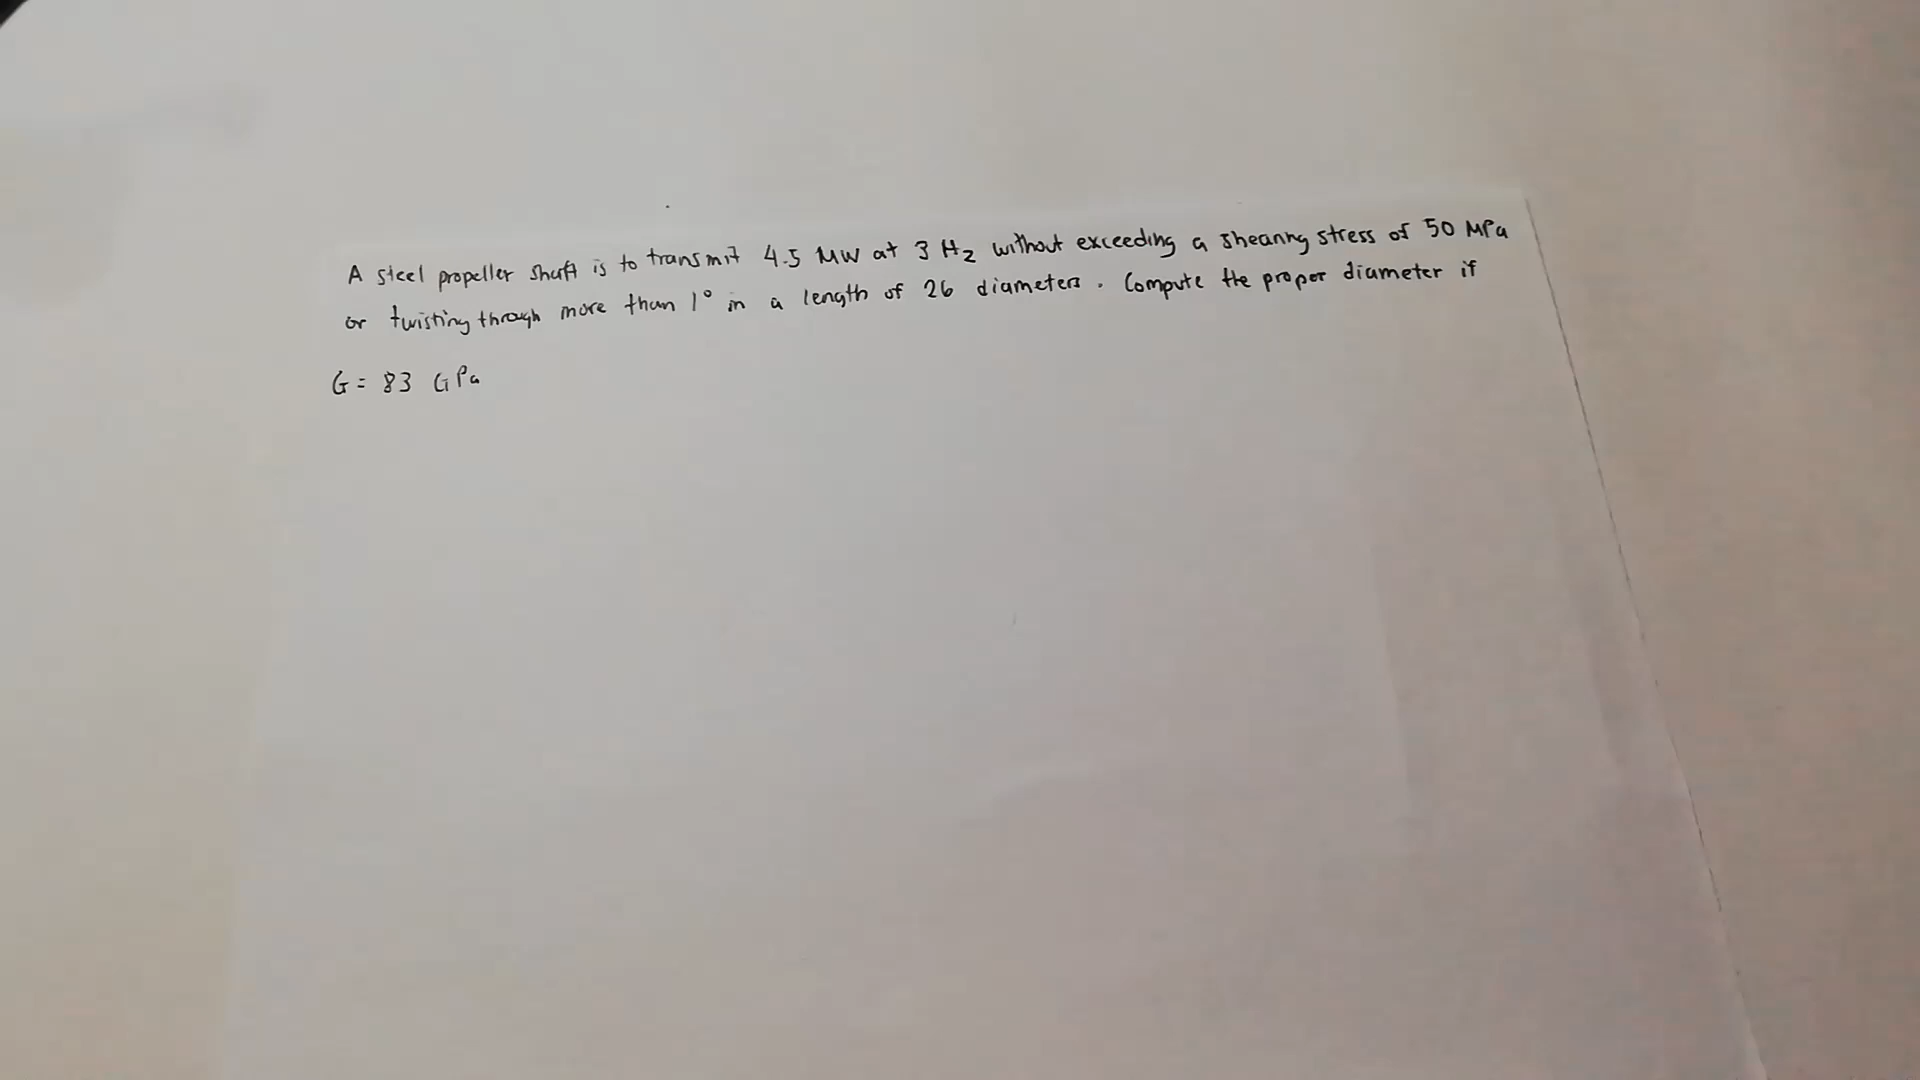 A steel propeller shaft is to transmit 4.5 MW at 3 Hz without exceeding a shearing stress of 50 MPa
or twisting through more than 1° in a length of 26 diameters. Compute the proper diameter if
G = 83 GPa